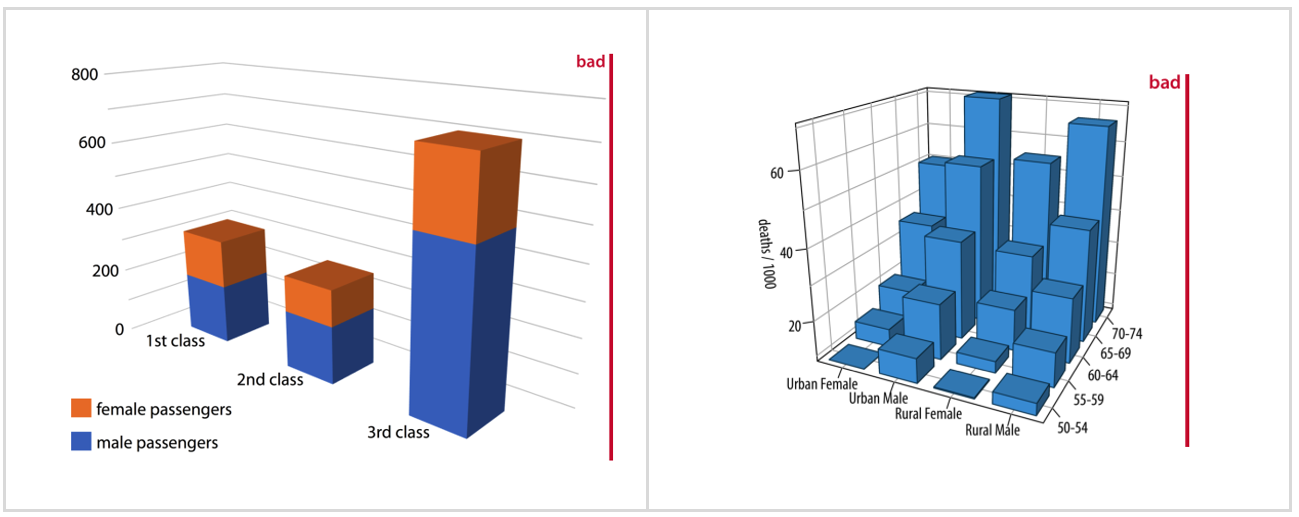 bad
800
600
400
200
0
1st class
2nd class
3rd class
female passengers
male passengers
bad
60
40
20
deaths / 1000
Urban Female
Urban Male
Rural Female
Rural Male
70-74
65-69
60-64
55-59
50-54